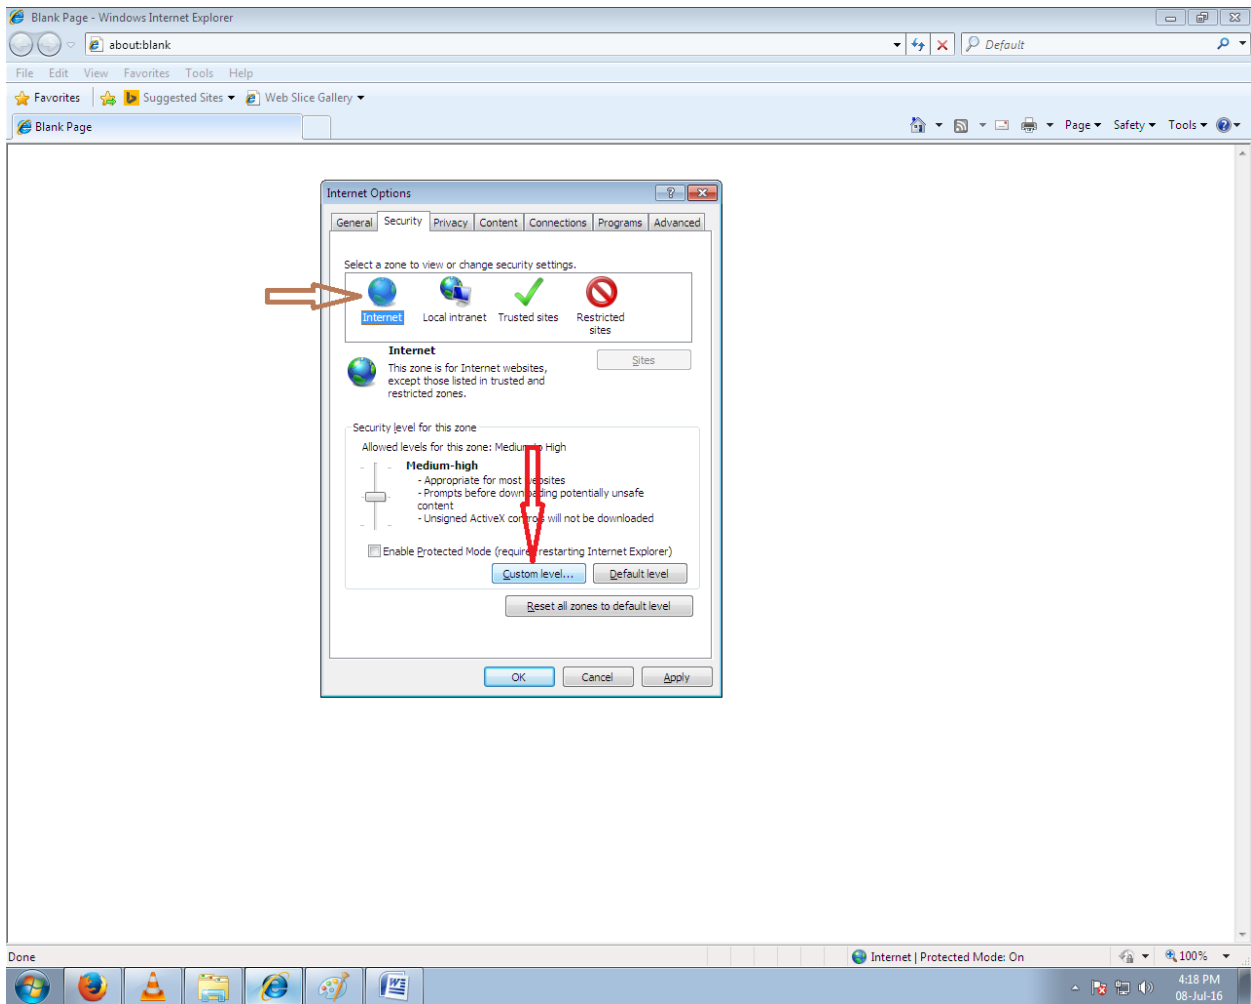 Blank Page - Windows Internet Explorer
about:blank
Default
File Edit View Favorites Tools Help
Favorites Suggested Sites Web Slice Gallery
Blank Page
Page Safety Tools
Internet Options
General Security Privacy Content Connections Programs Advanced
Select a zone to view or change security settings.
Internet Local intranet Trusted sites Restricted
sites
Internet
Sites
This zone is for Internet websites,
except those listed in trusted and
restricted zones.
Security level for this zone
Allowed levels for this zone: Medium to High
Medium-high
- Appropriate for most websites
- Prompts before downloading potentially unsafe
content
- Unsigned ActiveX controls will not be downloaded
Enable Protected Mode (requires restarting Internet Explorer)
Custom level... Default level
Reset all zones to default level
OK Cancel Apply
Done
Internet | Protected Mode: On
100%
4:18 PM
08-Jul-16